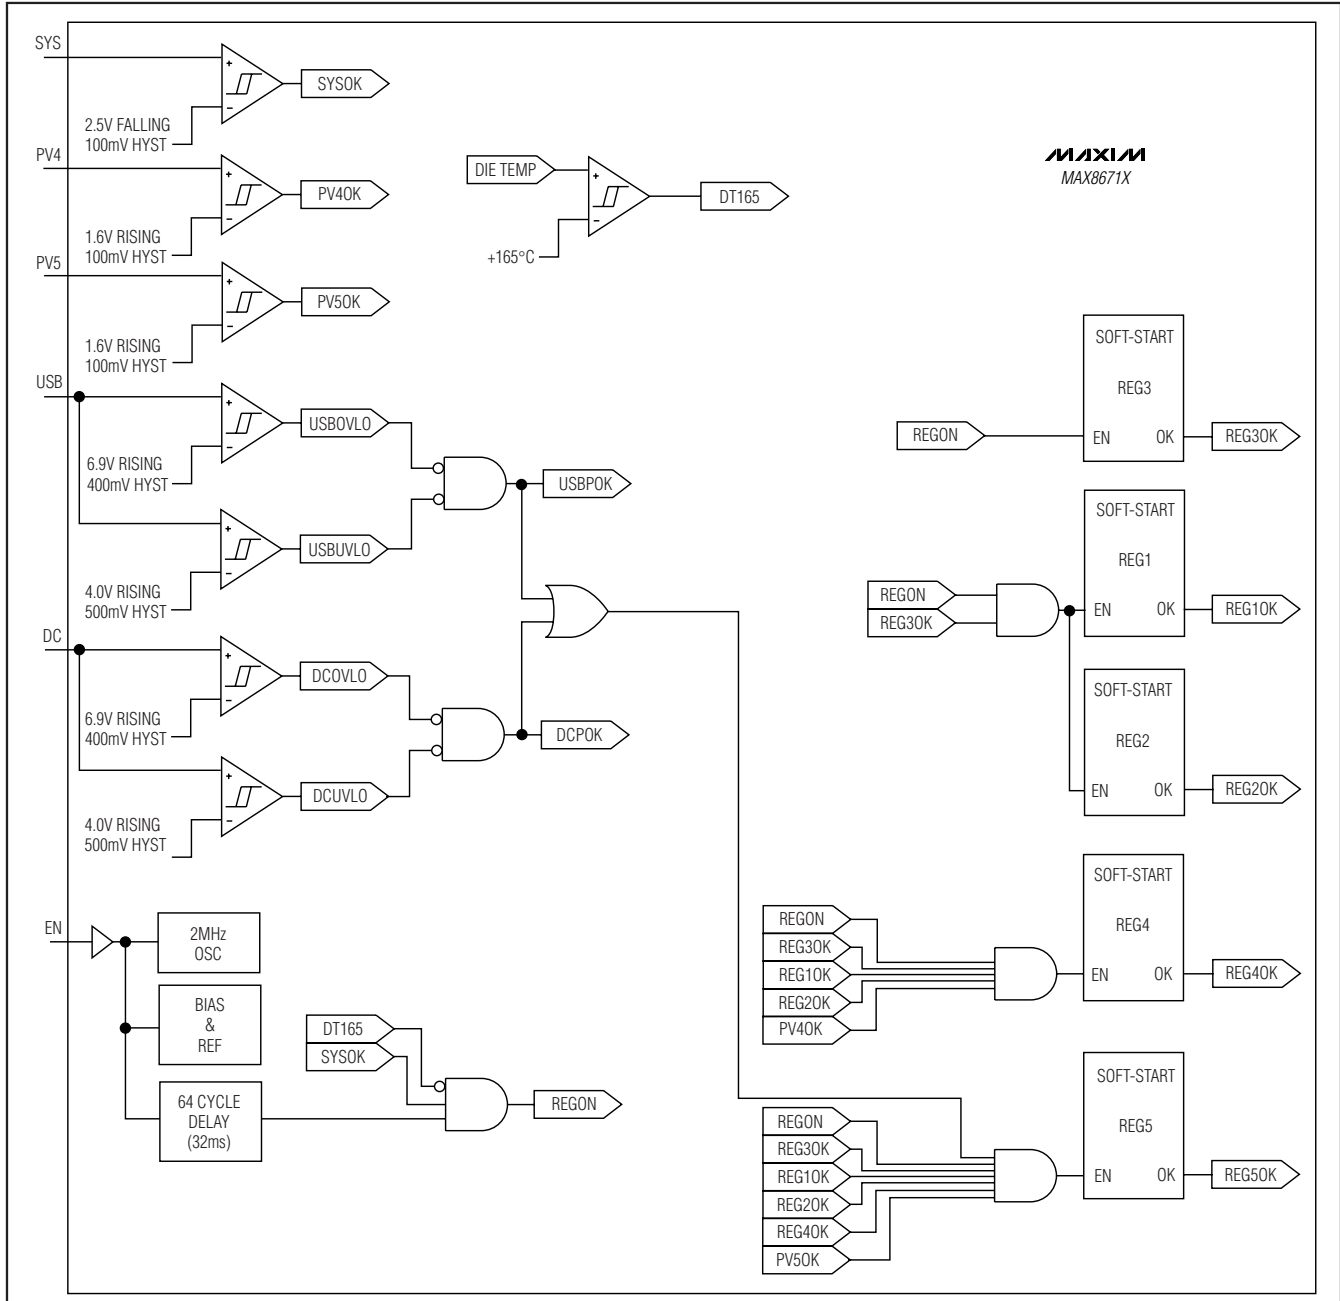 SYS
+
-
SYSOK
2.5V FALLING
100mV HYST
PV4
+
-
PV4OK
1.6V RISING
100mV HYST
PV5
+
-
PV5OK
1.6V RISING
100mV HYST
DIE TEMP
+
-
DT165
+165°C
MAXIM
MAX8671X
USB
+
-
USBOVLO
6.9V RISING
400mV HYST
USBPOK
+
-
USBUVLO
4.0V RISING
500mV HYST
DC
+
-
DCOVLO
6.9V RISING
400mV HYST
DCPOK
+
-
DCUVLO
4.0V RISING
500mV HYST
SOFT-START
REG3
REGON
EN
OK
REG3OK
SOFT-START
REG1
REGON
REG3OK
EN
OK
REG1OK
SOFT-START
REG2
EN
OK
REG2OK
EN
2MHz
OSC
BIAS
&
REF
64 CYCLE
DELAY
(32ms)
DT165
SYSOK
REGON
SOFT-START
REG4
REGON
REG3OK
REG1OK
REG2OK
PV4OK
EN
OK
REG4OK
SOFT-START
REG5
REGON
REG3OK
REG1OK
REG2OK
REG4OK
PV5OK
EN
OK
REG5OK